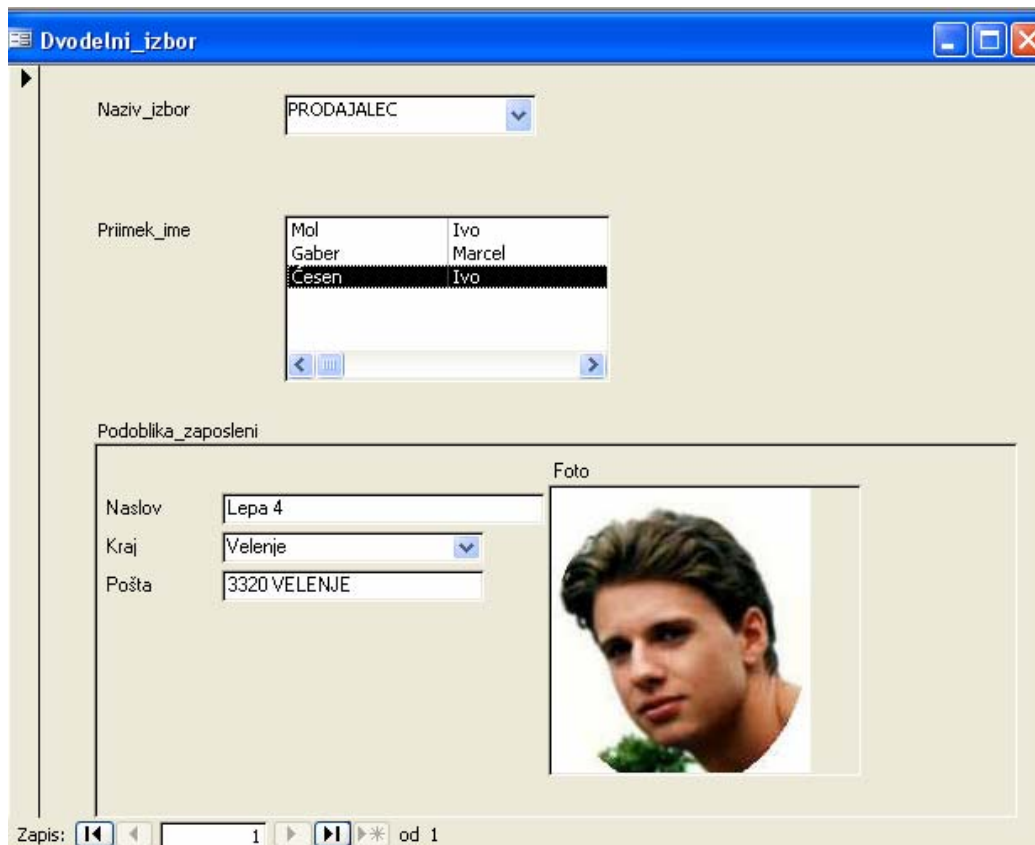 Dvodelni_izbor
Naziv_izbor PRODAJALEC
Priimek_ime Mol Ivo
Gaber Marcel
Česen Ivo
Podoblika_zaposleni
Foto
Naslov Lepa 4
Kraj Velenje
Pošta 3320 VELENJE
Zapis: 1 od 1